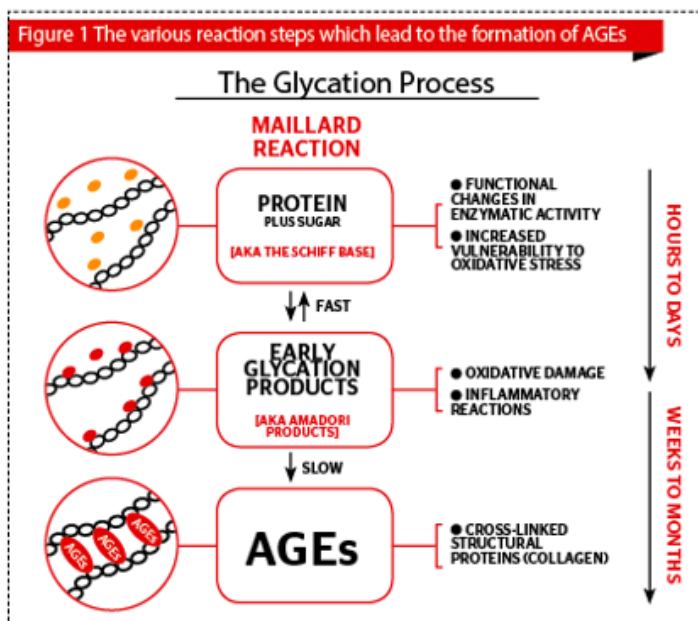 Figure 1 The various reaction steps which lead to the formation of AGEs
The Glycation Process
MAILLARD
REACTION
PROTEIN
PLUS SUGAR
[AKA THE SCHIFF BASE]
● FUNCTIONAL
CHANGES IN
ENZYMATIC ACTIVITY
● INCREASED
VULNERABILITY TO
OXIDATIVE STRESS
HOURS TO DAYS
FAST
EARLY
GLYCATION
PRODUCTS
[AKA AMADORI
PRODUCTS]
● OXIDATIVE DAMAGE
● INFLAMMATORY
REACTIONS
SLOW
WEEKS TO MONTHS
AGEs
AGEs
AGEs
AGEs
● CROSS-LINKED
STRUCTURAL
PROTEINS (COLLAGEN)